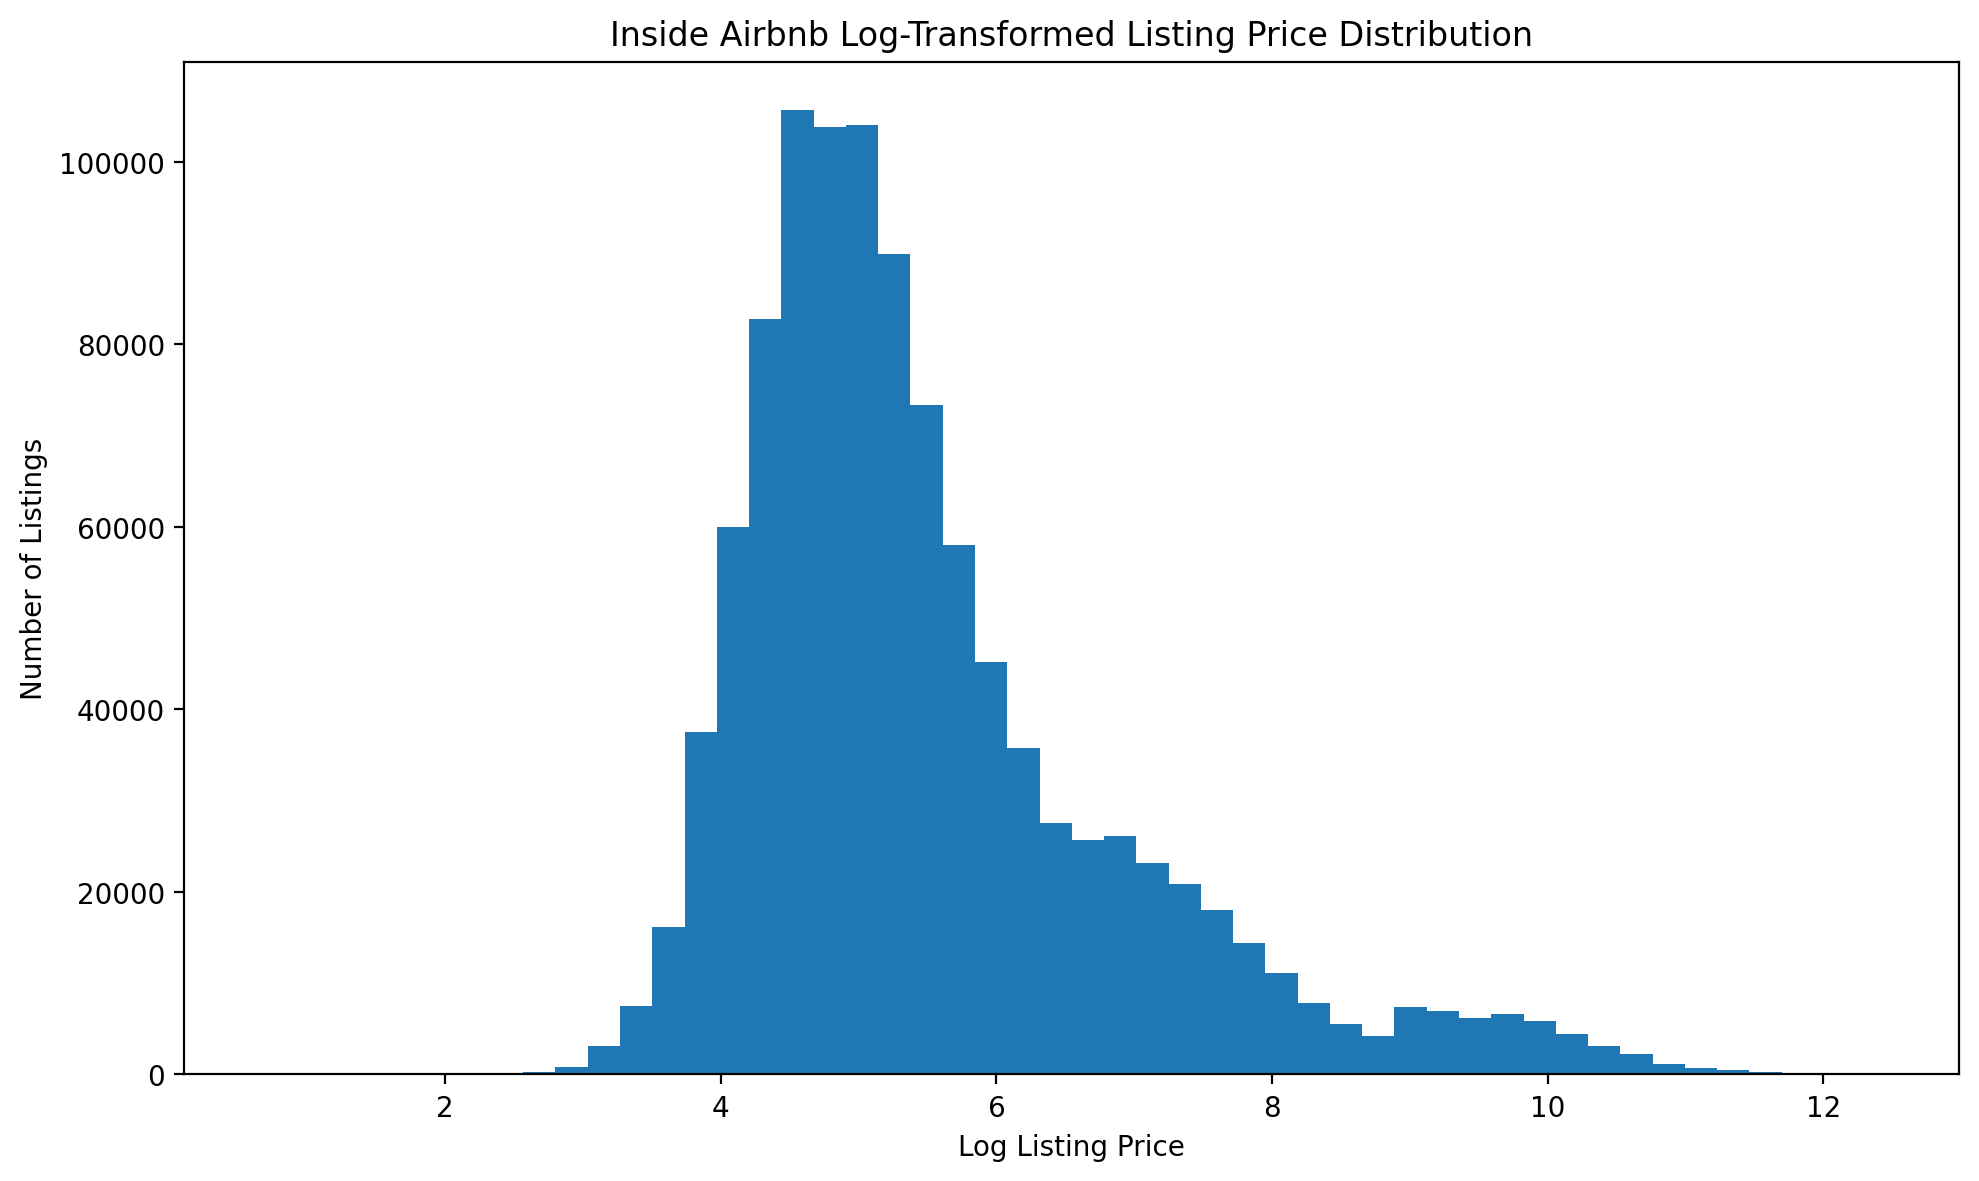 Inside Airbnb Log-Transformed Listing Price Distribution
100000
80000
60000
40000
20000
0
Number of Listings
2 4 6 8 10 12
Log Listing Price